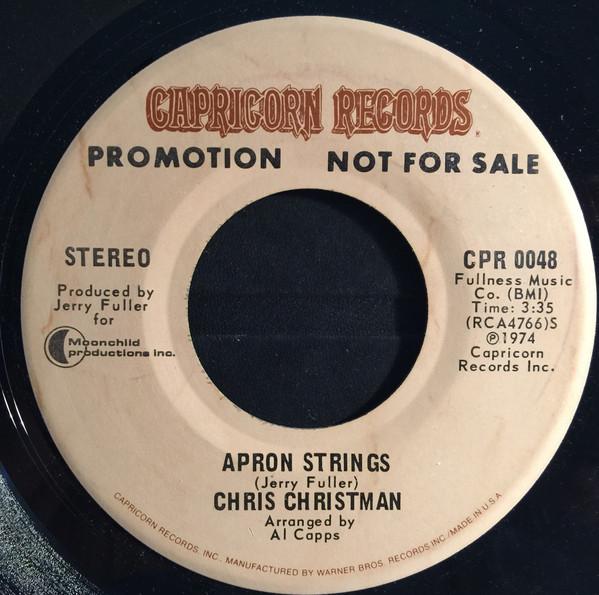 CAPRICORN RECORDS.
PROMOTION NOT FOR SALE
STEREO
Produced by
Jerry Fuller
for
Moonchild
productions inc.
CPR 0048
Fullness Music
Co. (BMI)
Time: 3:35
(RCA4766)S
℗1974
Capricorn
Records Inc.
APRON STRINGS
(Jerry Fuller)
CHRIS CHRISTMAN
Arranged by
Al Capps
CAPRICORN RECORDS, INC., MANUFACTURED BY WARNER BROS. RECORDS INC./MADE IN U.S.A